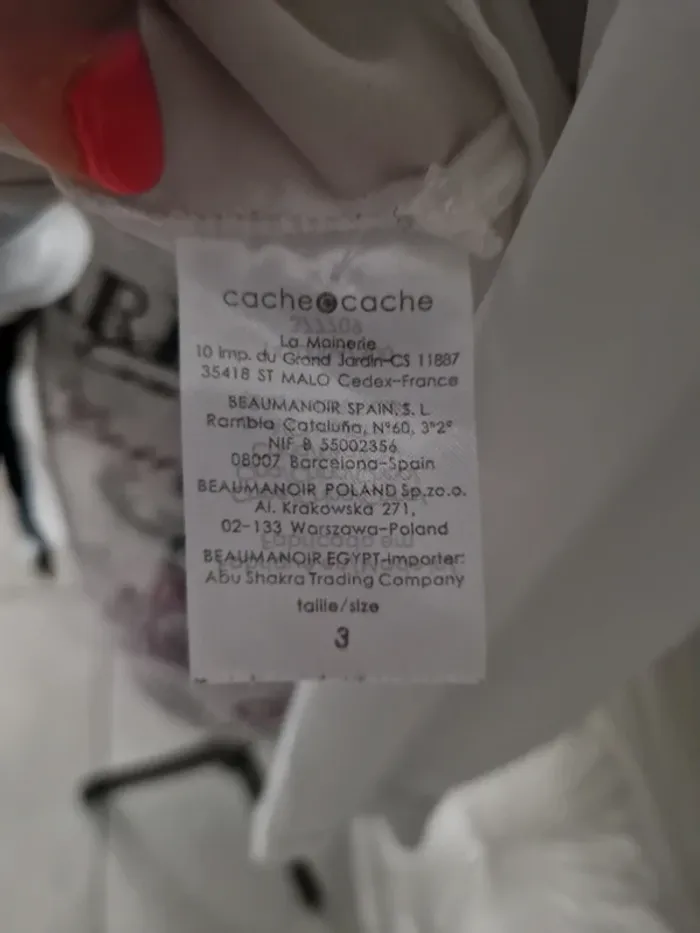 cache cache
La Mainerie
10 Imp. du Grand Jardin-CS 11887
35418 ST MALO Cedex-France
BEAUMANOIR SPAIN, S. L
Rambla Cataluña, N°60, 3°2°
NIF B 55002356
08007 Barcelona-Spain
BEAUMANOIR POLAND Sp.zo.o.
Al. Krakowska 271,
02-133 Warszawa-Poland
BEAUMANOIR EGYPT-importer:
Abu Shakra Trading Company
taille/size
3